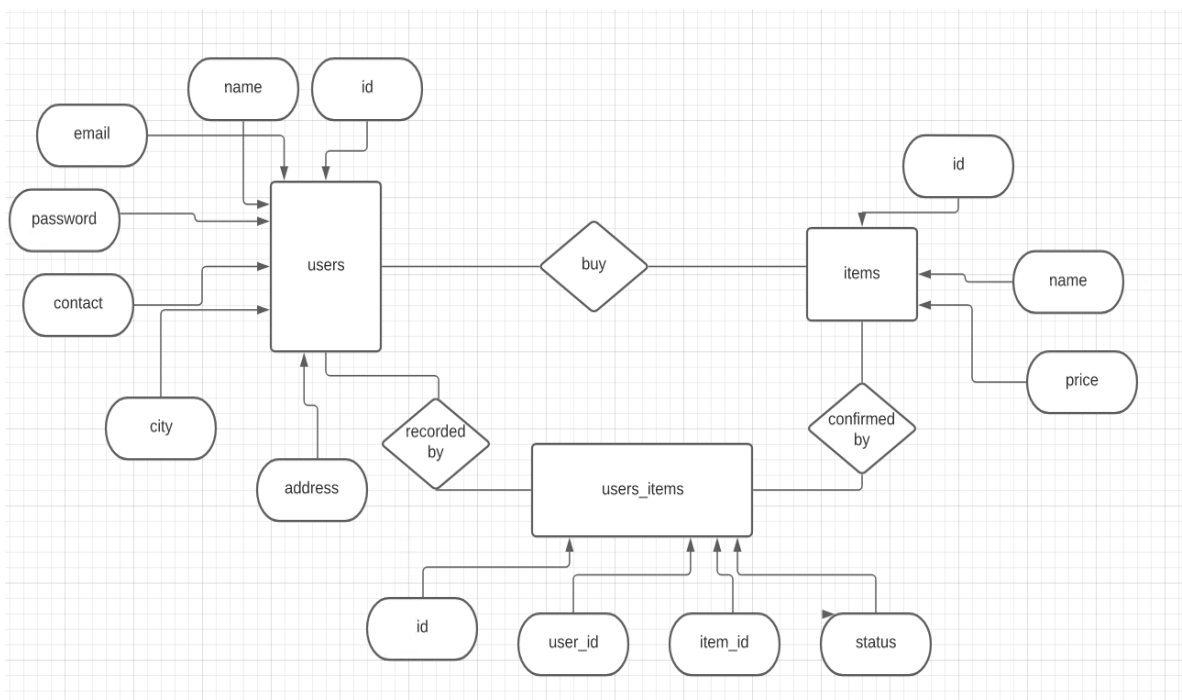 name
id
email
id
password
users
buy
items
name
contact
price
city
recorded
by
confirmed
by
address
users_items
id
user_id
item_id
status